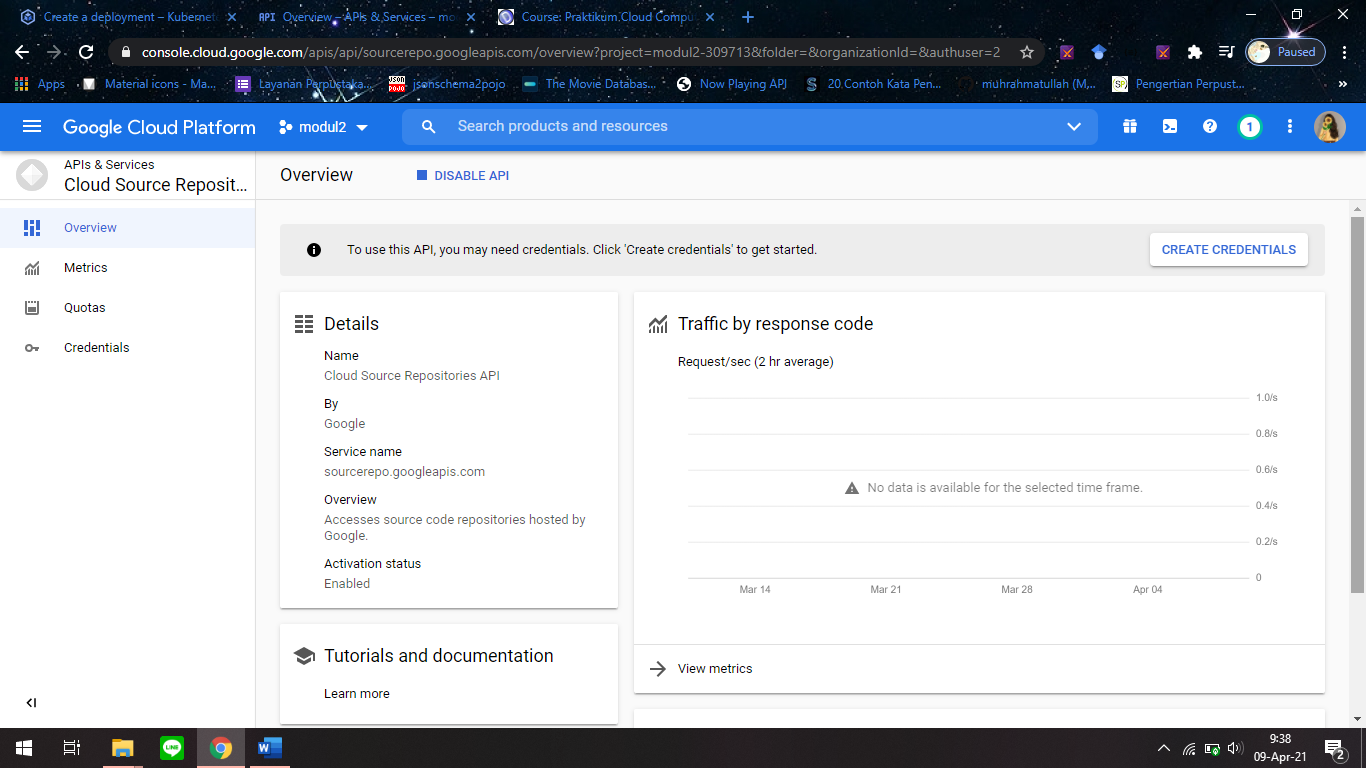 Create a deployment – Kubernet
API Overview – APIs & Services – mo
Course: Praktikum Cloud Compu
console.cloud.google.com/apis/api/sourcerepo.googleapis.com/overview?project=modul2-309713&folder=&organizationId=&authuser=2
Paused
Apps
Material icons - Ma...
Layanan Perpustaka...
JSON POJO jsonschema2pojo
The Movie Databas...
Now Playing API
20 Contoh Kata Pen...
muhrahmatullah (M...
SP Pengertian Perpust...
»
Google Cloud Platform
modul2
Search products and resources
1
APIs & Services
Cloud Source Reposit...
Overview
DISABLE API
Overview
Metrics
Quotas
Credentials
To use this API, you may need credentials. Click 'Create credentials' to get started.
CREATE CREDENTIALS
Details
Name
Cloud Source Repositories API
By
Google
Service name
sourcerepo.googleapis.com
Overview
Accesses source code repositories hosted by
Google.
Activation status
Enabled
Tutorials and documentation
Learn more
Traffic by response code
Request/sec (2 hr average)
1.0/s
0.8/s
0.6/s
No data is available for the selected time frame.
0.4/s
0.2/s
0
Mar 14 Mar 21 Mar 28 Apr 04
View metrics
LINE
W
9:38
09-Apr-21
2